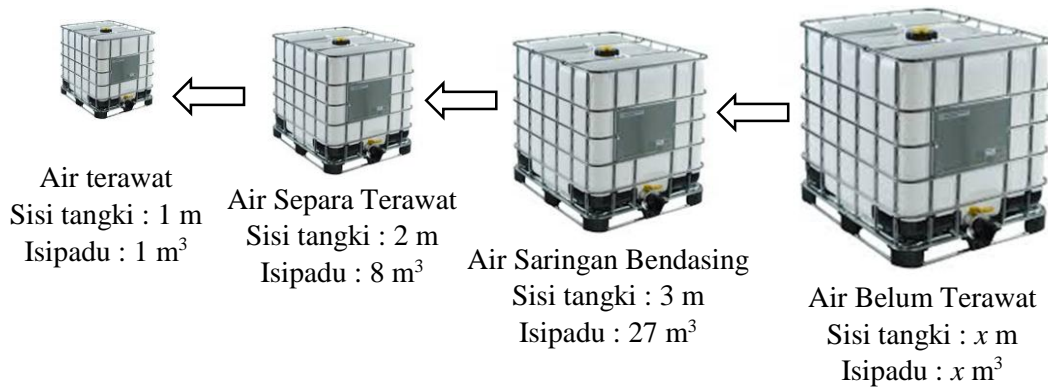 Air terawat
Sisi tangki : 1 m
Isipadu : 1 m³
Air Separa Terawat
Sisi tangki : 2 m
Isipadu : 8 m³
Air Saringan Bendasing
Sisi tangki : 3 m
Isipadu : 27 m³
Air Belum Terawat
Sisi tangki : x m
Isipadu : x m³